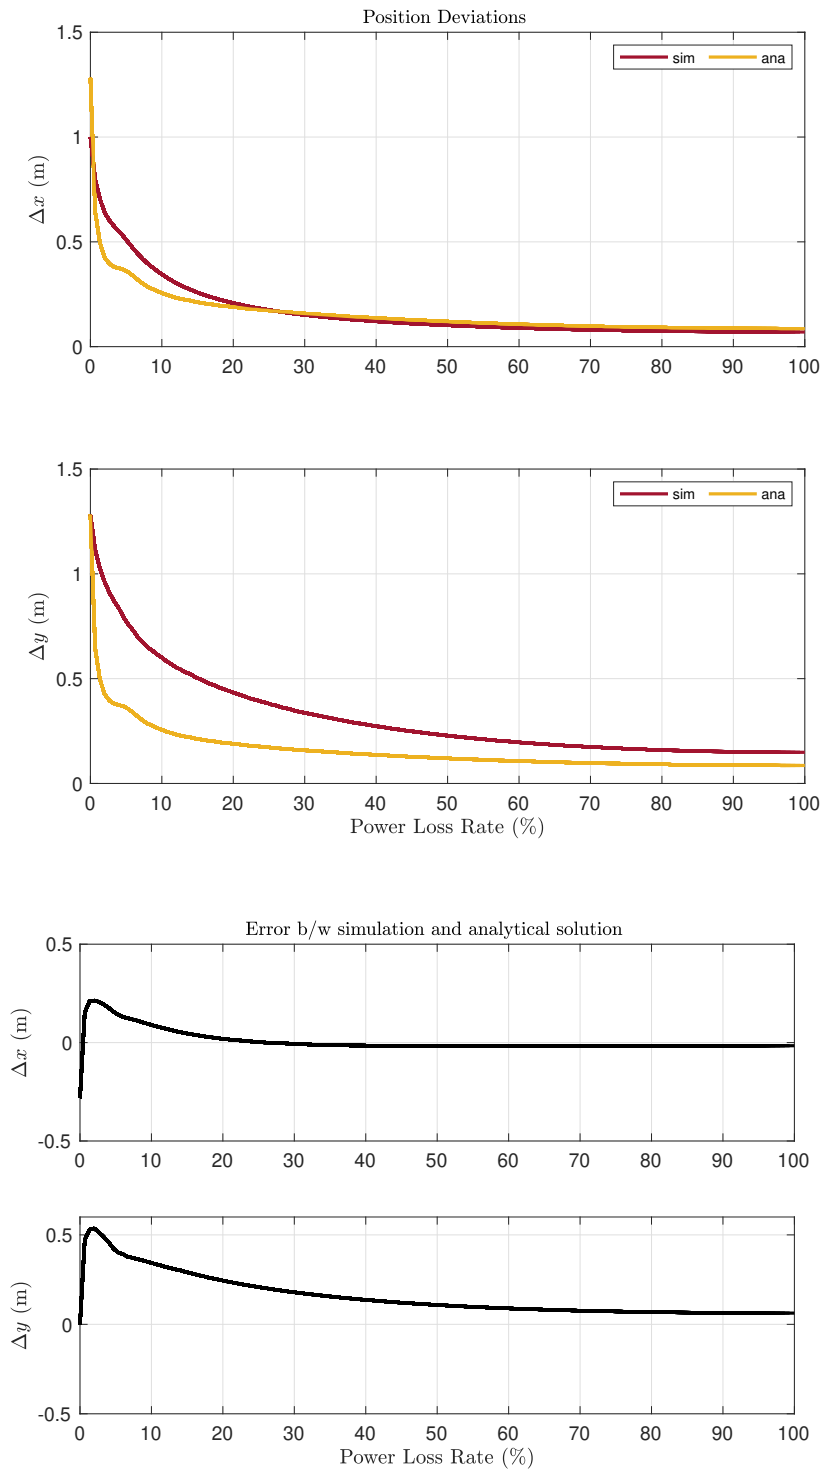 Position Deviations
1.5
1
0.5
0
Δx (m)
sim ana
0 10 20 30 40 50 60 70 80 90 100
1.5
1
0.5
0
Δy (m)
sim ana
0 10 20 30 40 50 60 70 80 90 100
Power Loss Rate (%)
Error b/w simulation and analytical solution
0.5
0
-0.5
Δx (m)
0 10 20 30 40 50 60 70 80 90 100
0.5
0
-0.5
Δy (m)
0 10 20 30 40 50 60 70 80 90 100
Power Loss Rate (%)